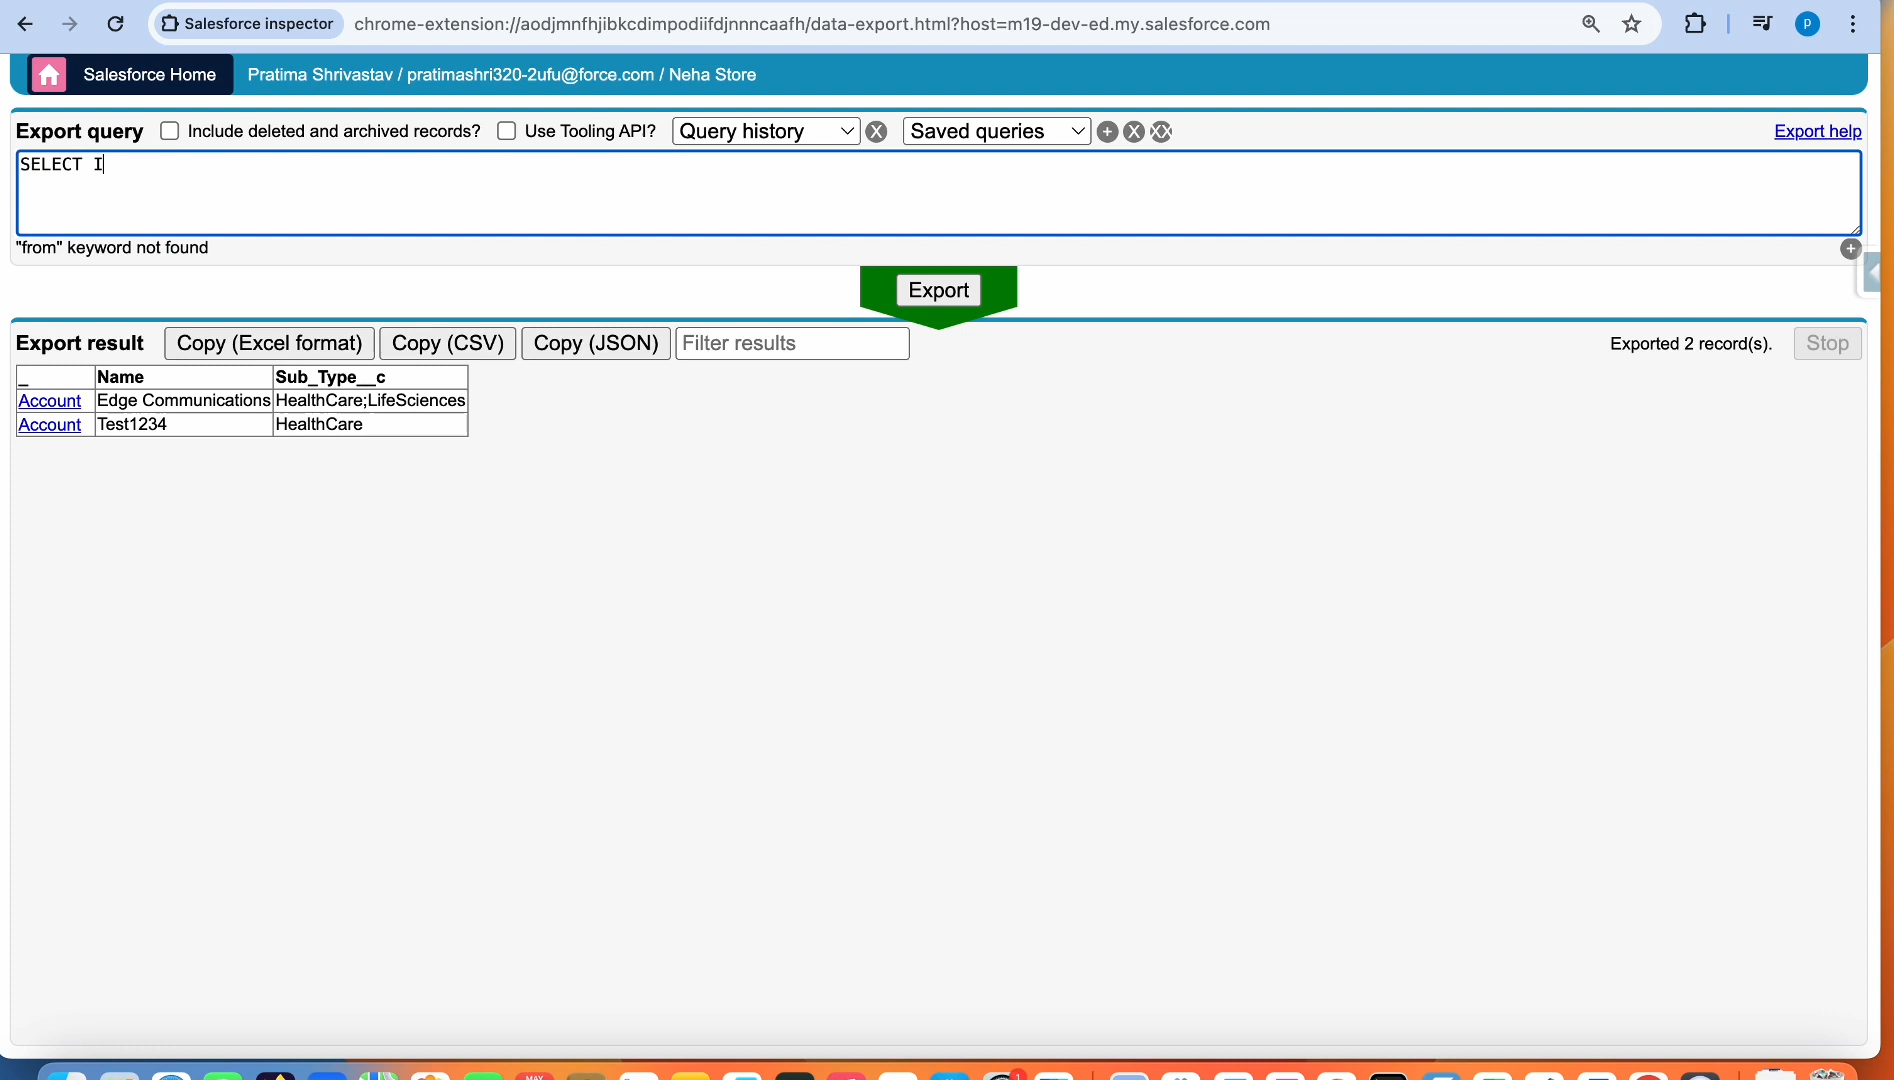 Salesforce inspector chrome-extension://aodjmnfhjibkcdimpodiifdjnnncaafh/data-export.html?host=m19-dev-ed.my.salesforce.com P
Salesforce Home Pratima Shrivastav / pratimashri320-2ufu@force.com / Neha Store
Export query Include deleted and archived records? Use Tooling API? Query history X Saved queries + X XX Export help
SELECT I
"from" keyword not found +
Export
Export result Copy (Excel format) Copy (CSV) Copy (JSON) Filter results Exported 2 record(s). Stop
_ Name Sub_Type__c
Account Edge Communications HealthCare;LifeSciences
Account Test1234 HealthCare
MAY 1